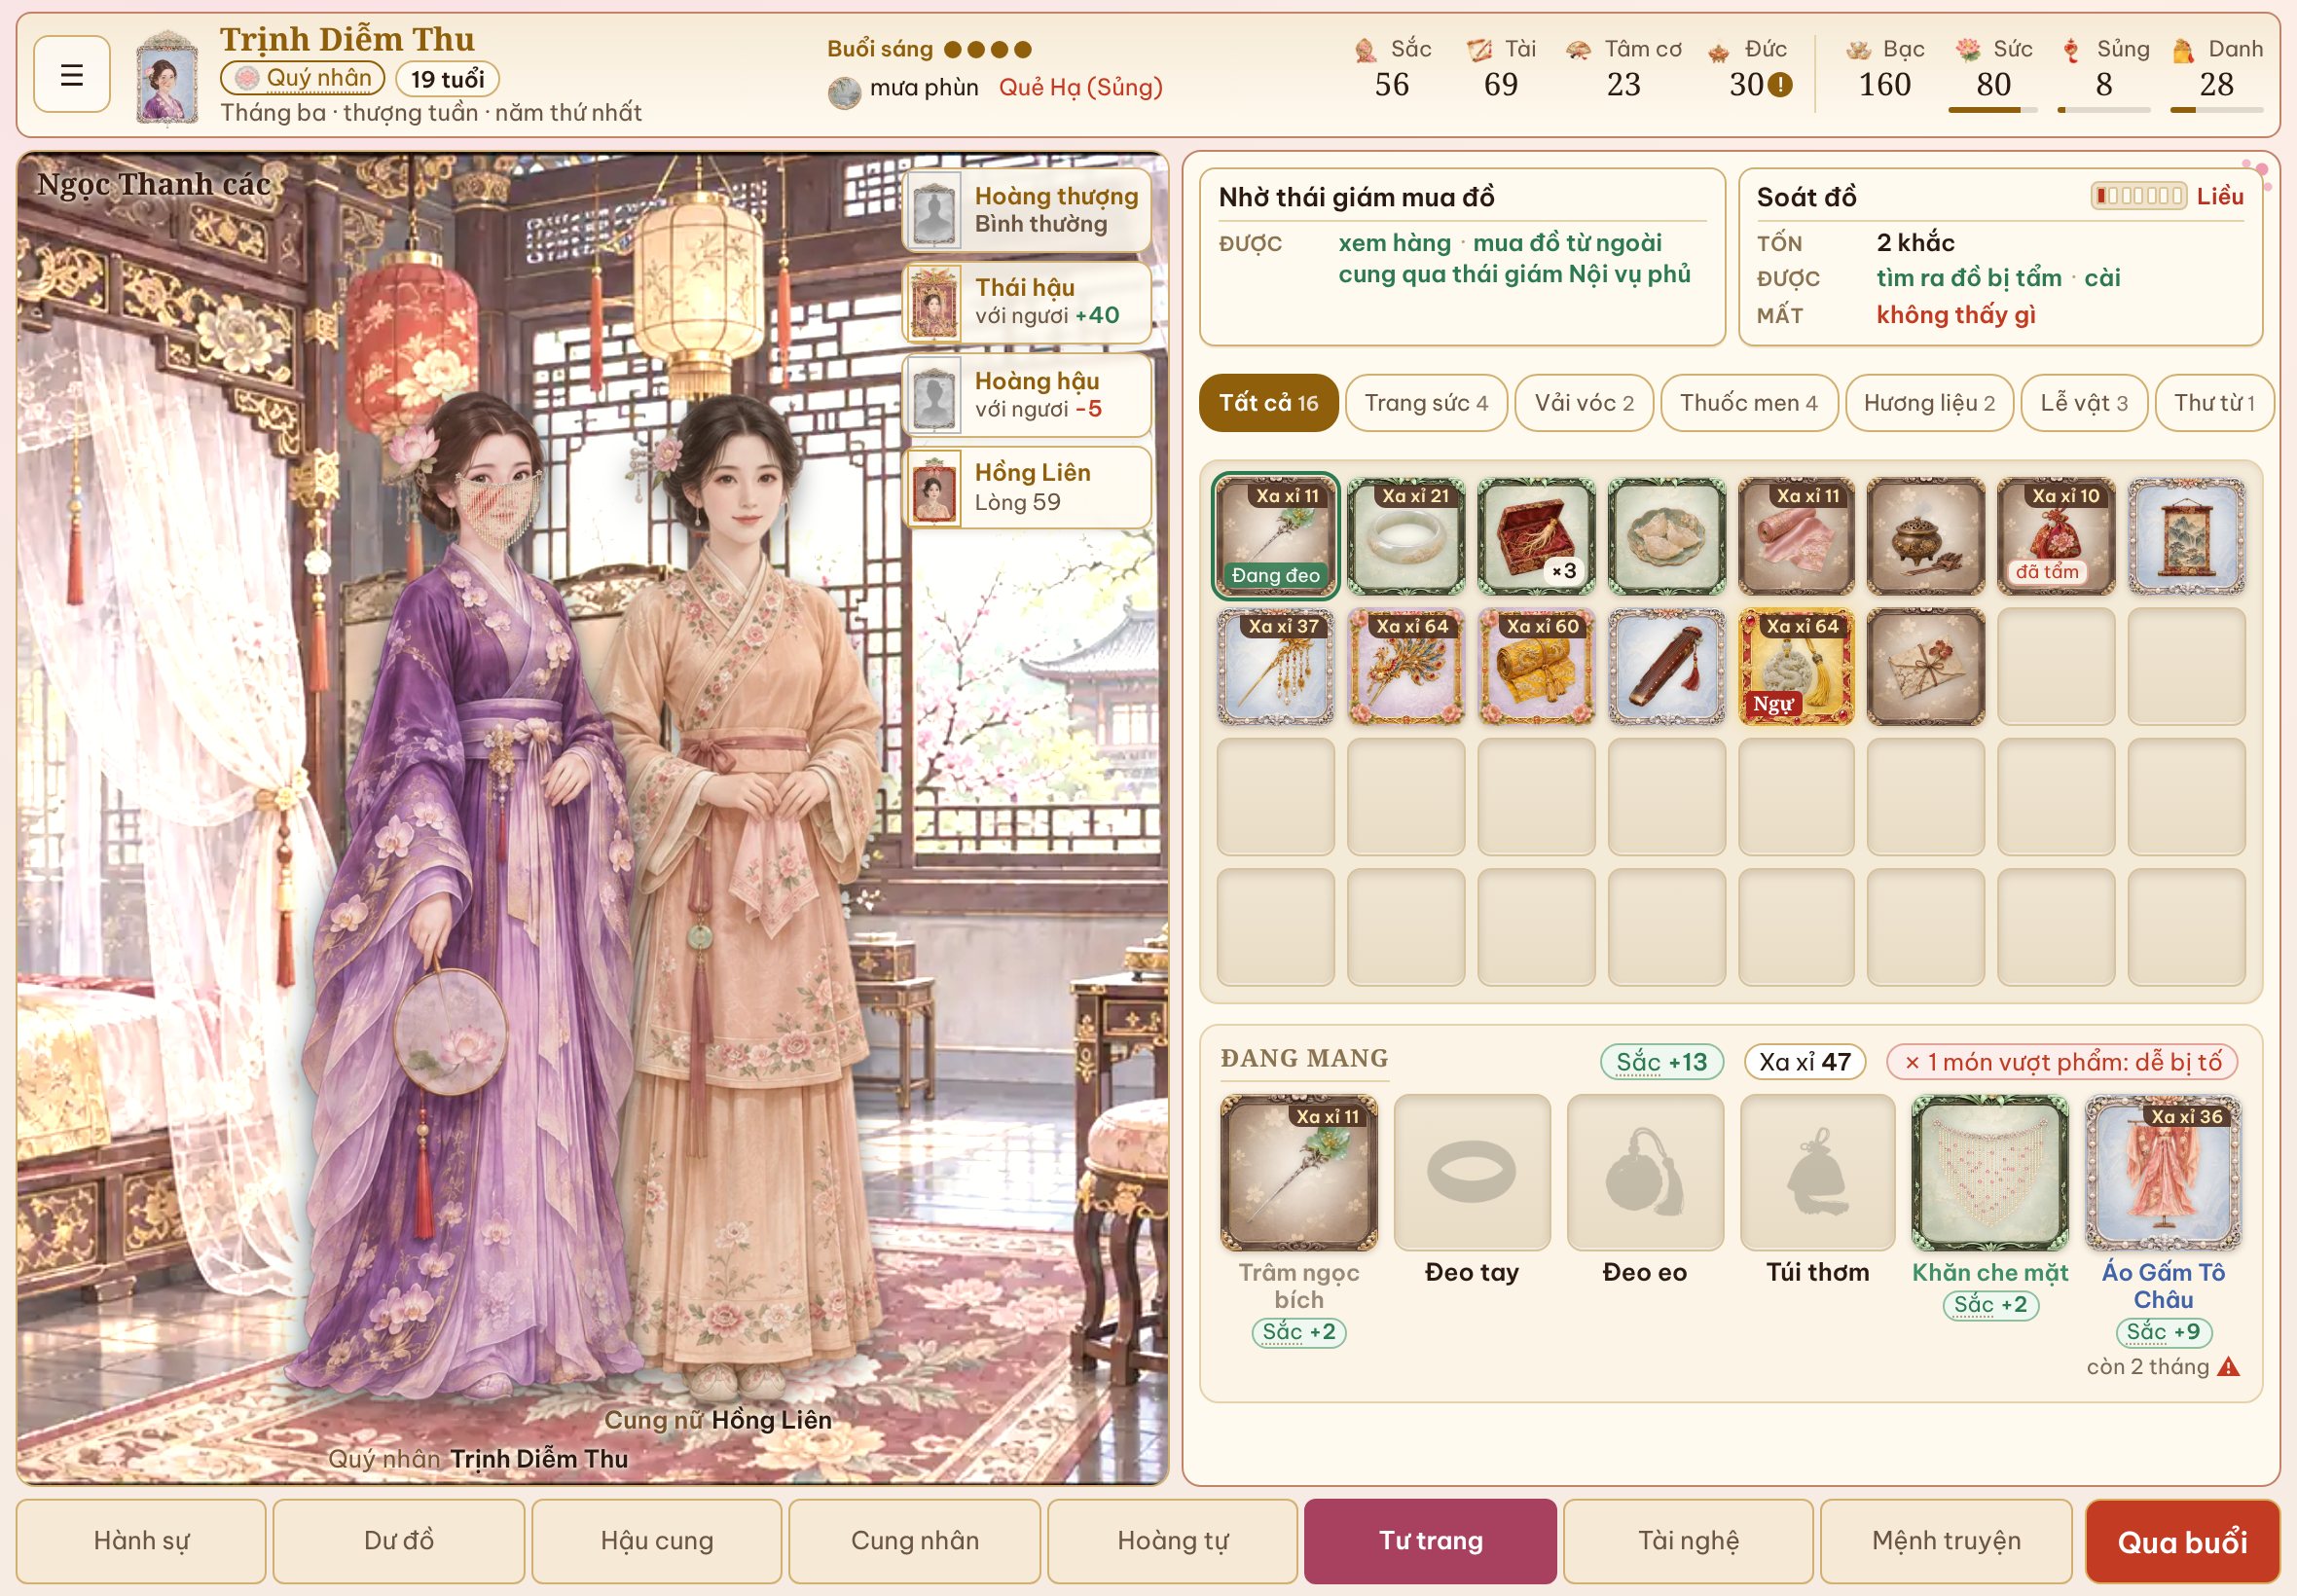 Trịnh Diễm Thu
Quý nhân
19 tuổi
Tháng ba · thượng tuần · năm thứ nhất
Buổi sáng
mưa phùn Quẻ Hạ (Sủng)
Sắc
56
Tài
69
Tâm cơ
23
Đức
30
!
Bạc
160
Sức
80
Sủng
8
Danh
28
Ngọc Thanh các
Hoàng thượng
Bình thường
Thái hậu
với ngươi +40
Hoàng hậu
với ngươi -5
Hồng Liên
Lòng 59
Cung nữ Hồng Liên
Quý nhân Trịnh Diễm Thu
Nhờ thái giám mua đồ
ĐƯỢC xem hàng · mua đồ từ ngoài
cung qua thái giám Nội vụ phủ
Soát đồ
Liều
TỐN 2 khắc
ĐƯỢC tìm ra đồ bị tẩm · cài
MẤT không thấy gì
Tất cả 16
Trang sức 4
Vải vóc 2
Thuốc men 4
Hương liệu 2
Lễ vật 3
Thư từ 1
Xa xỉ 11
Đang đeo
Xa xỉ 21
×3
Xa xỉ 11
Xa xỉ 10
đã tẩm
Xa xỉ 37
Xa xỉ 64
Xa xỉ 60
Xa xỉ 64
Ngự
ĐANG MANG
Sắc +13
Xa xỉ 47
× 1 món vượt phẩm: dễ bị tố
Xa xỉ 11
Trâm ngọc
bích
Sắc +2
Đeo tay
Đeo eo
Túi thơm
Khăn che mặt
Sắc +2
Xa xỉ 36
Áo Gấm Tô
Châu
Sắc +9
còn 2 tháng
Hành sự
Dư đồ
Hậu cung
Cung nhân
Hoàng tự
Tư trang
Tài nghệ
Mệnh truyện
Qua buổi